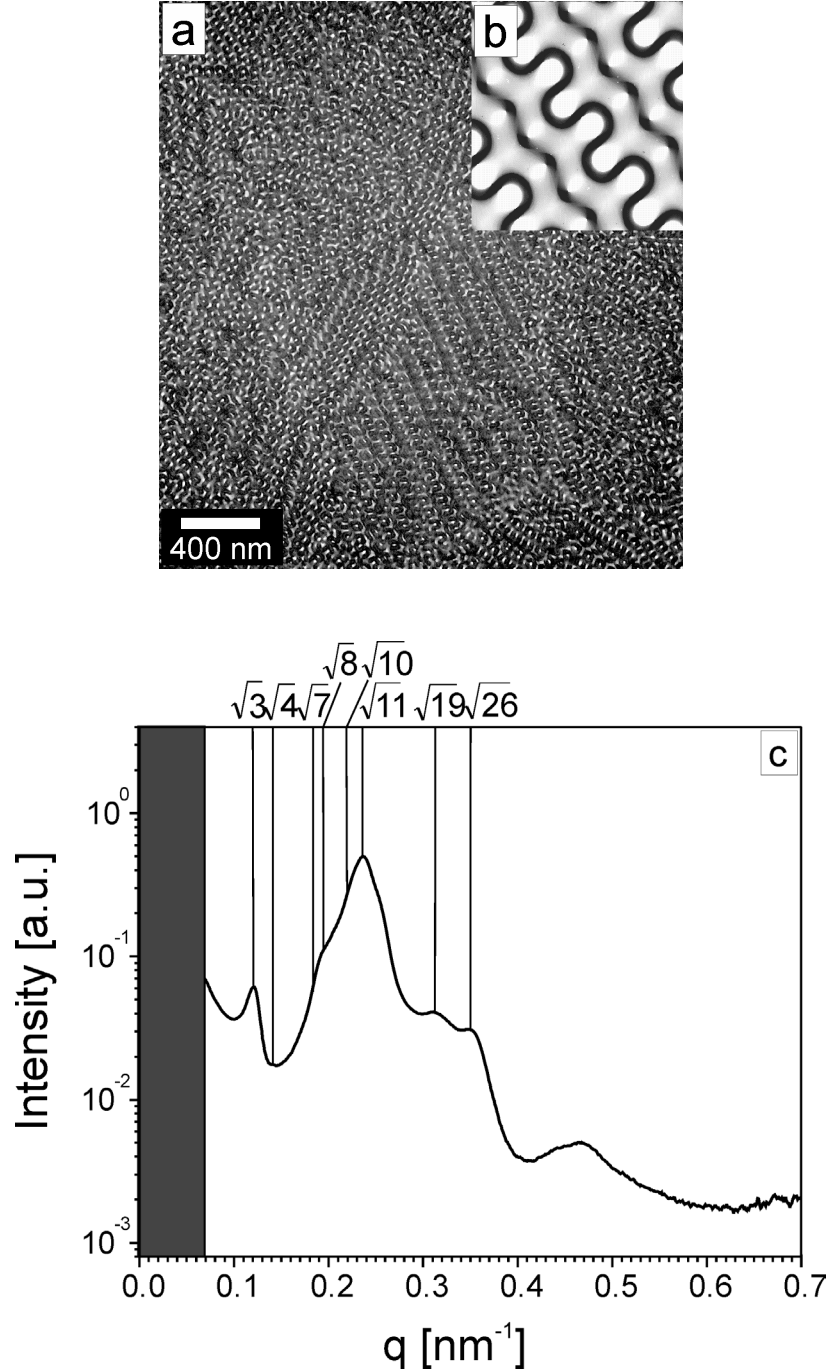 a
b
400 nm
√8 √10
√3 √4 √7 √11 √19 √26
c
10⁰
10⁻¹
10⁻²
10⁻³
Intensity [a.u.]
0.0 0.1 0.2 0.3 0.4 0.5 0.6 0.7
q [nm⁻¹]